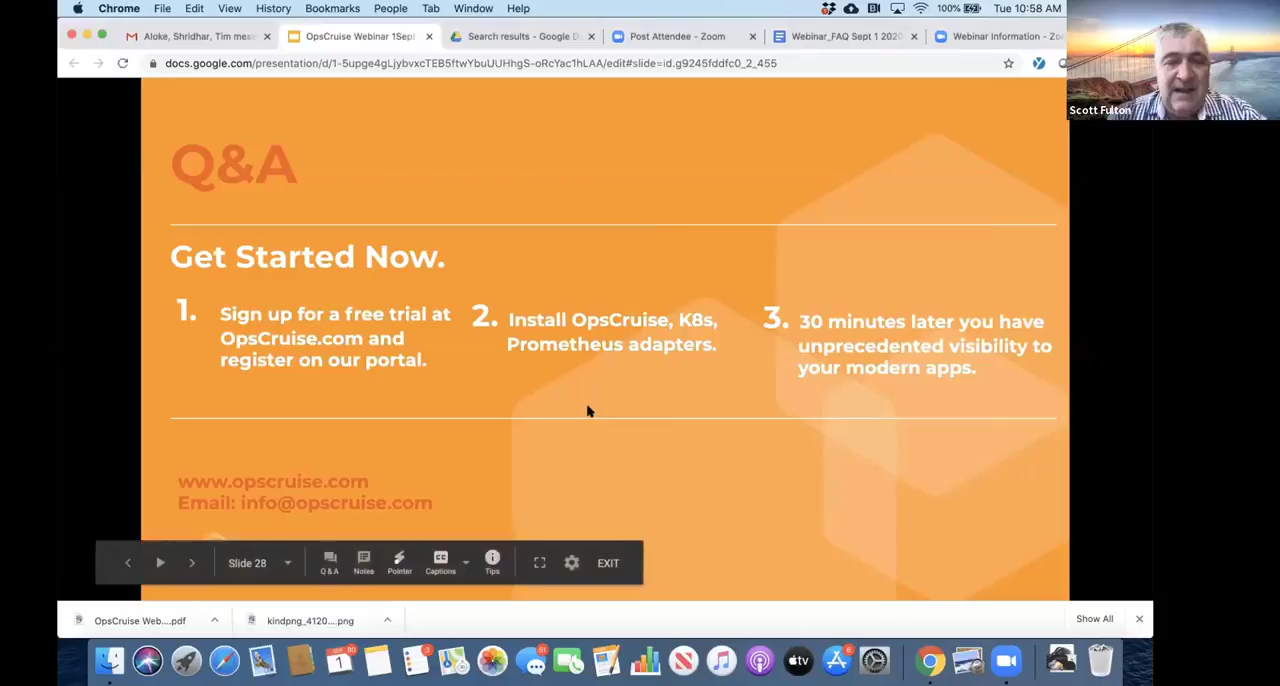 Chrome File Edit View History Bookmarks People Tab Window Help 100% Tue 10:58 AM
Aloke, Shridhar, Tim mes
OpsCruise Webinar 1Sept
Search results - Google D
Post Attendee - Zoom
Webinar_FAQ Sept 1 2020
Webinar Information - Zo
docs.google.com/presentation/d/1-5upge4gLjybvxcTEB5ftwYbuUUHhgS-oRcYac1hLAA/edit#slide=id.g9245fddfc0_2_455
Scott Fulton
Q&A
Get Started Now.
1. Sign up for a free trial at
OpsCruise.com and
register on our portal.
2. Install OpsCruise, K8s,
Prometheus adapters.
3. 30 minutes later you have
unprecedented visibility to
your modern apps.
www.opscruise.com
Email: info@opscruise.com
Slide 28
Q & A
Notes
Pointer
CC
Captions
Tips
EXIT
OpsCruise Web....pdf
kindpng_4120....png
Show All
1
tv